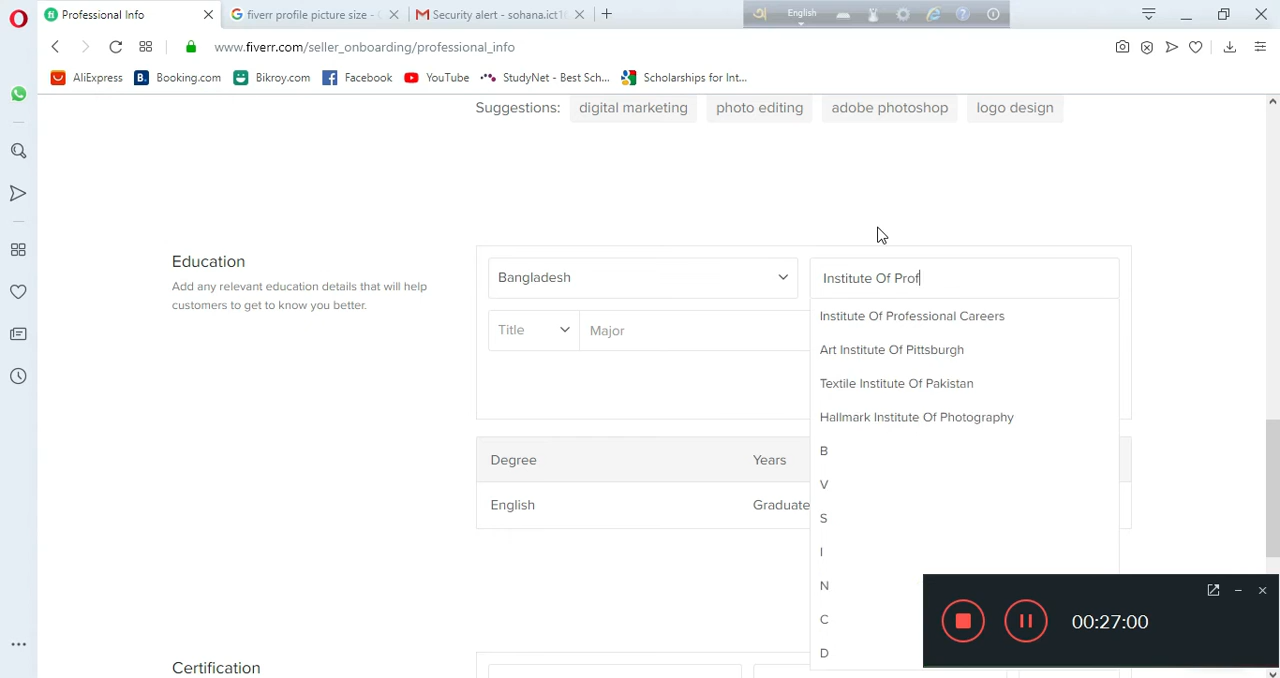 Professional Info
fiverr profile picture size -
Security alert - sohana.ict1
English
www.fiverr.com/seller_onboarding/professional_info
AliExpress
Booking.com
Bikroy.com
Facebook
YouTube
StudyNet - Best Sch...
Scholarships for Int...
Suggestions: digital marketing photo editing adobe photoshop logo design
Education
Add any relevant education details that will help
customers to get to know you better.
Bangladesh
Institute Of Prof
Title
Major
Institute Of Professional Careers
Art Institute Of Pittsburgh
Textile Institute Of Pakistan
Hallmark Institute Of Photography
B
V
S
I
N
C
D
Degree Years
English Graduate
00:27:00
Certification